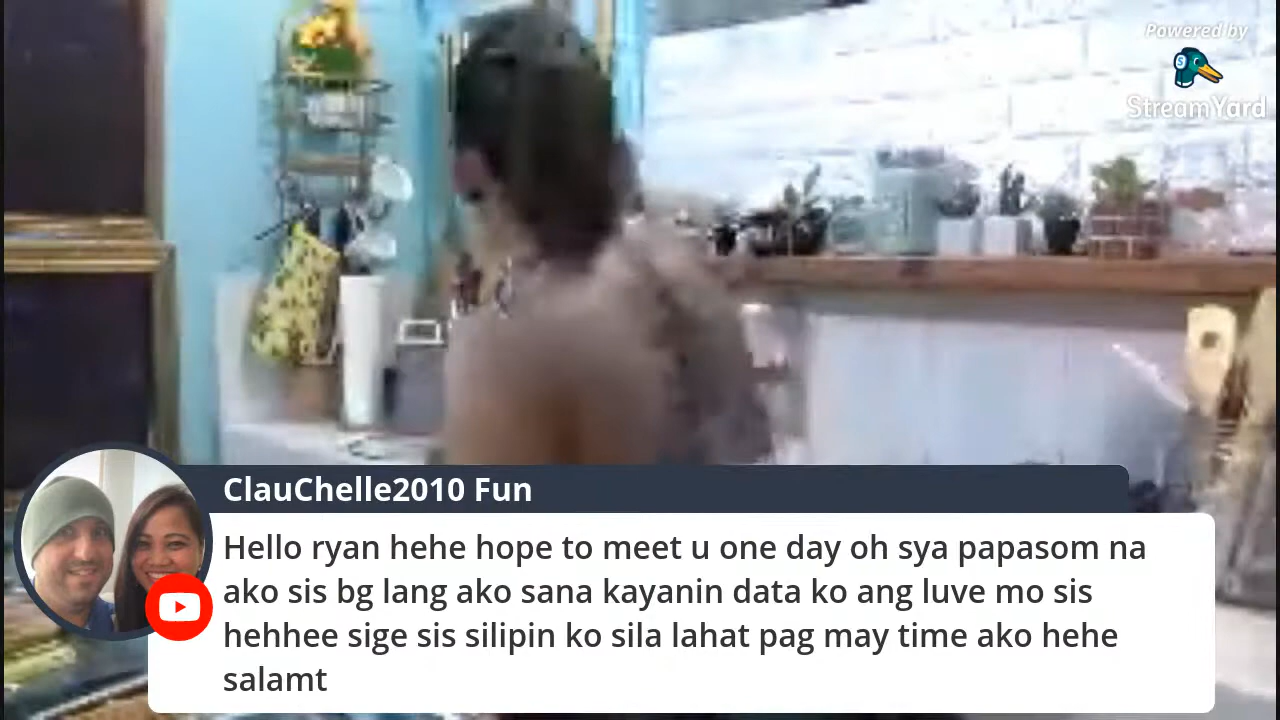 Powered by
StreamYard
ClauChelle2010 Fun
Hello ryan hehe hope to meet u one day oh sya papasom na
ako sis bg lang ako sana kayanin data ko ang luve mo sis
hehhee sige sis silipin ko sila lahat pag may time ako hehe
salamt